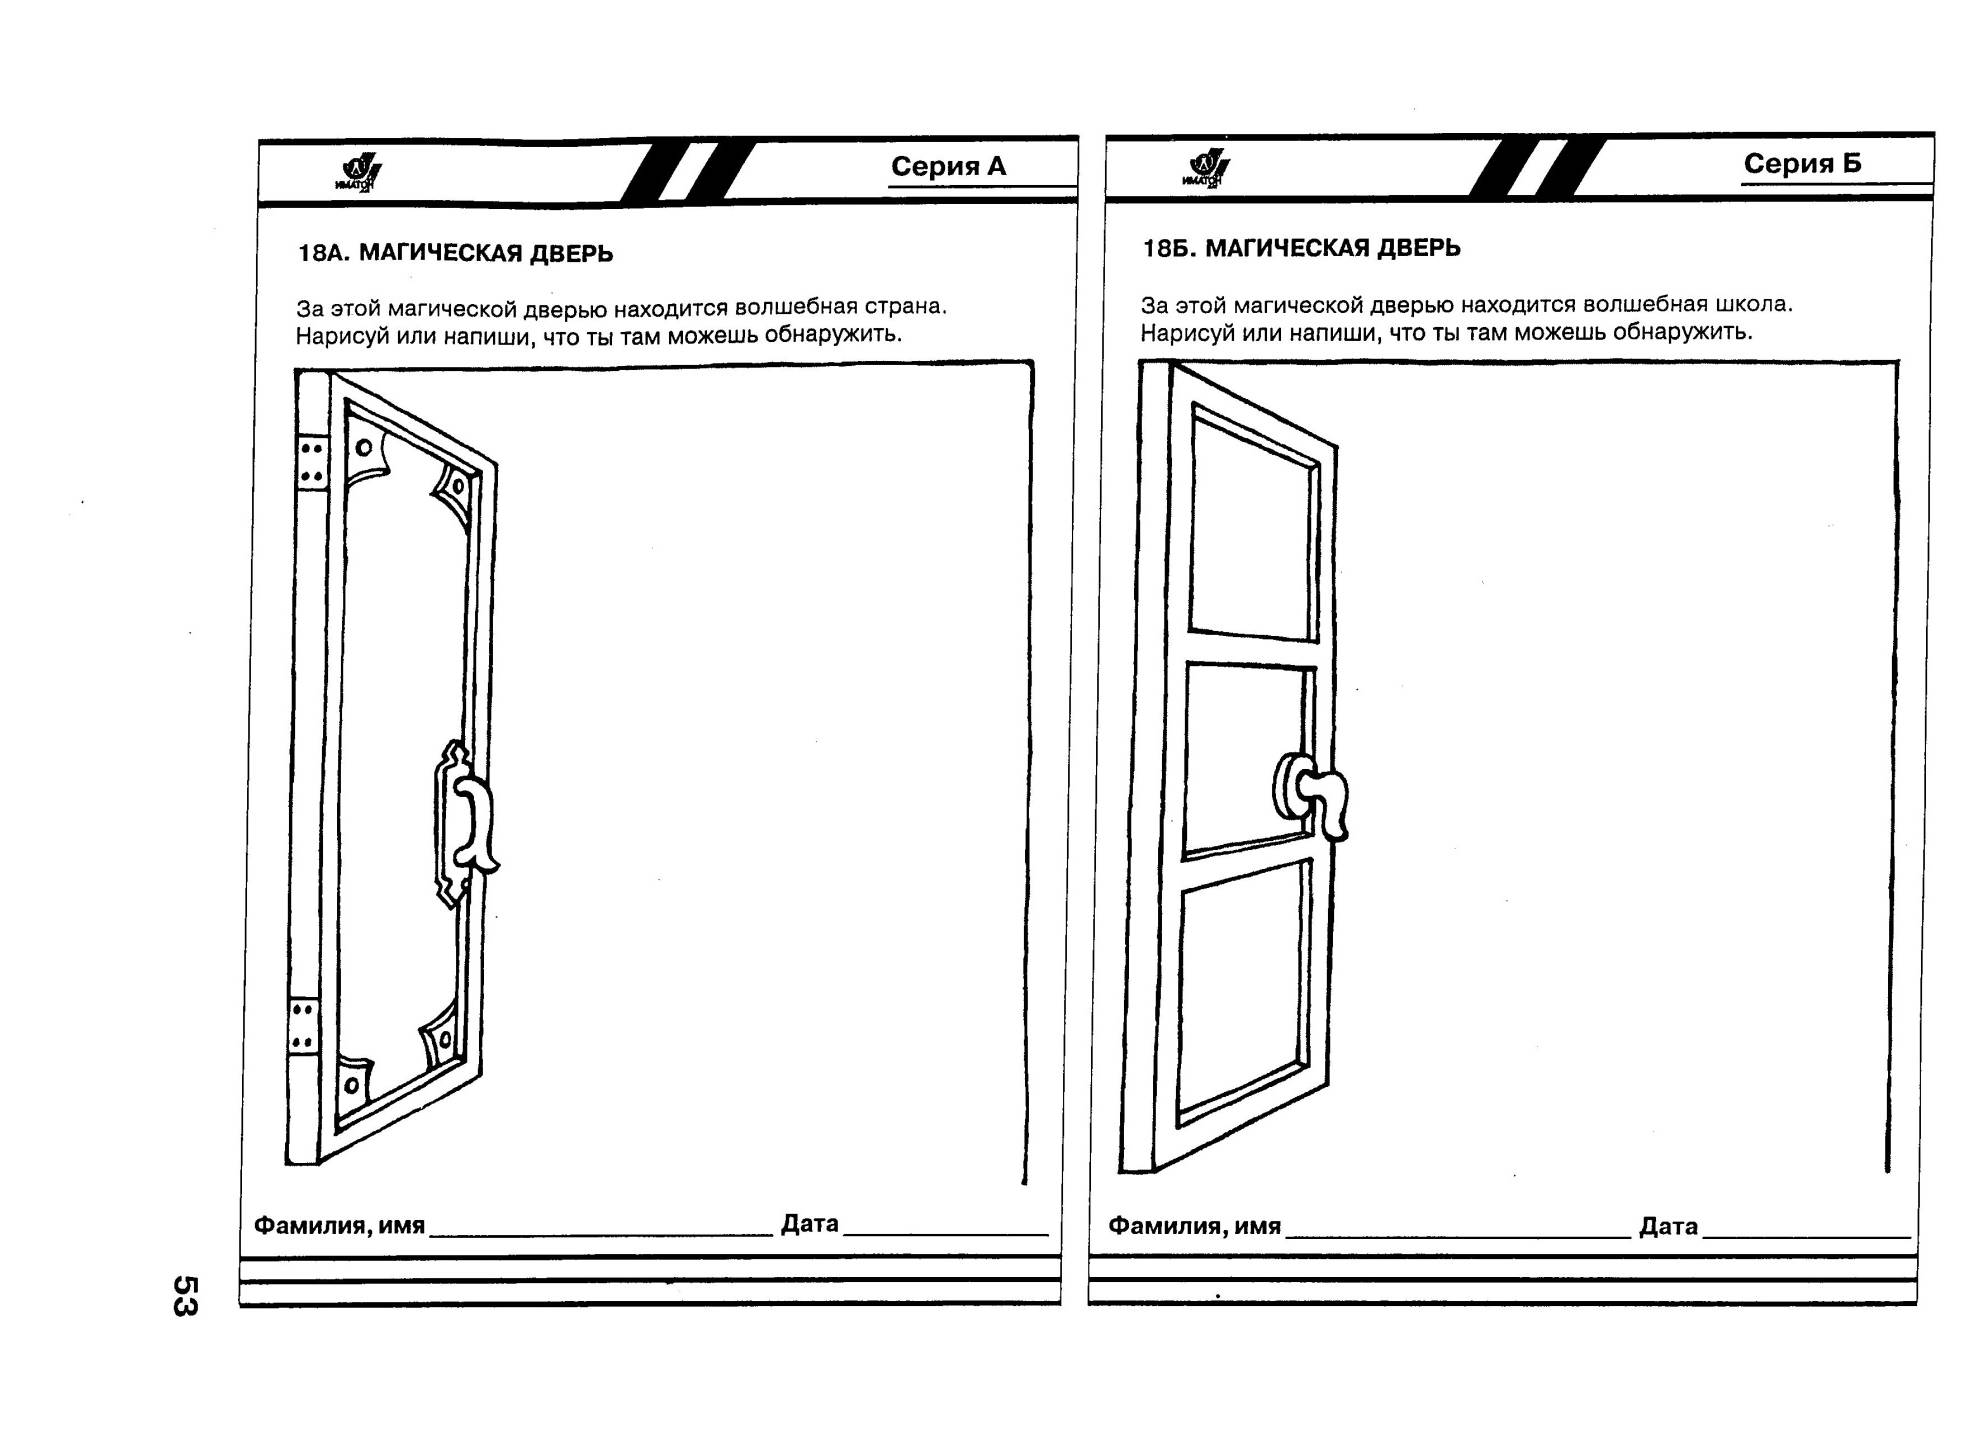 ИМАТОН
Серия А
18А. МАГИЧЕСКАЯ ДВЕРЬ
За этой магической дверью находится волшебная страна.
Нарисуй или напиши, что ты там можешь обнаружить.
Фамилия, имя Дата
ИМАТОН
Серия Б
18Б. МАГИЧЕСКАЯ ДВЕРЬ
За этой магической дверью находится волшебная школа.
Нарисуй или напиши, что ты там можешь обнаружить.
Фамилия, имя Дата
53